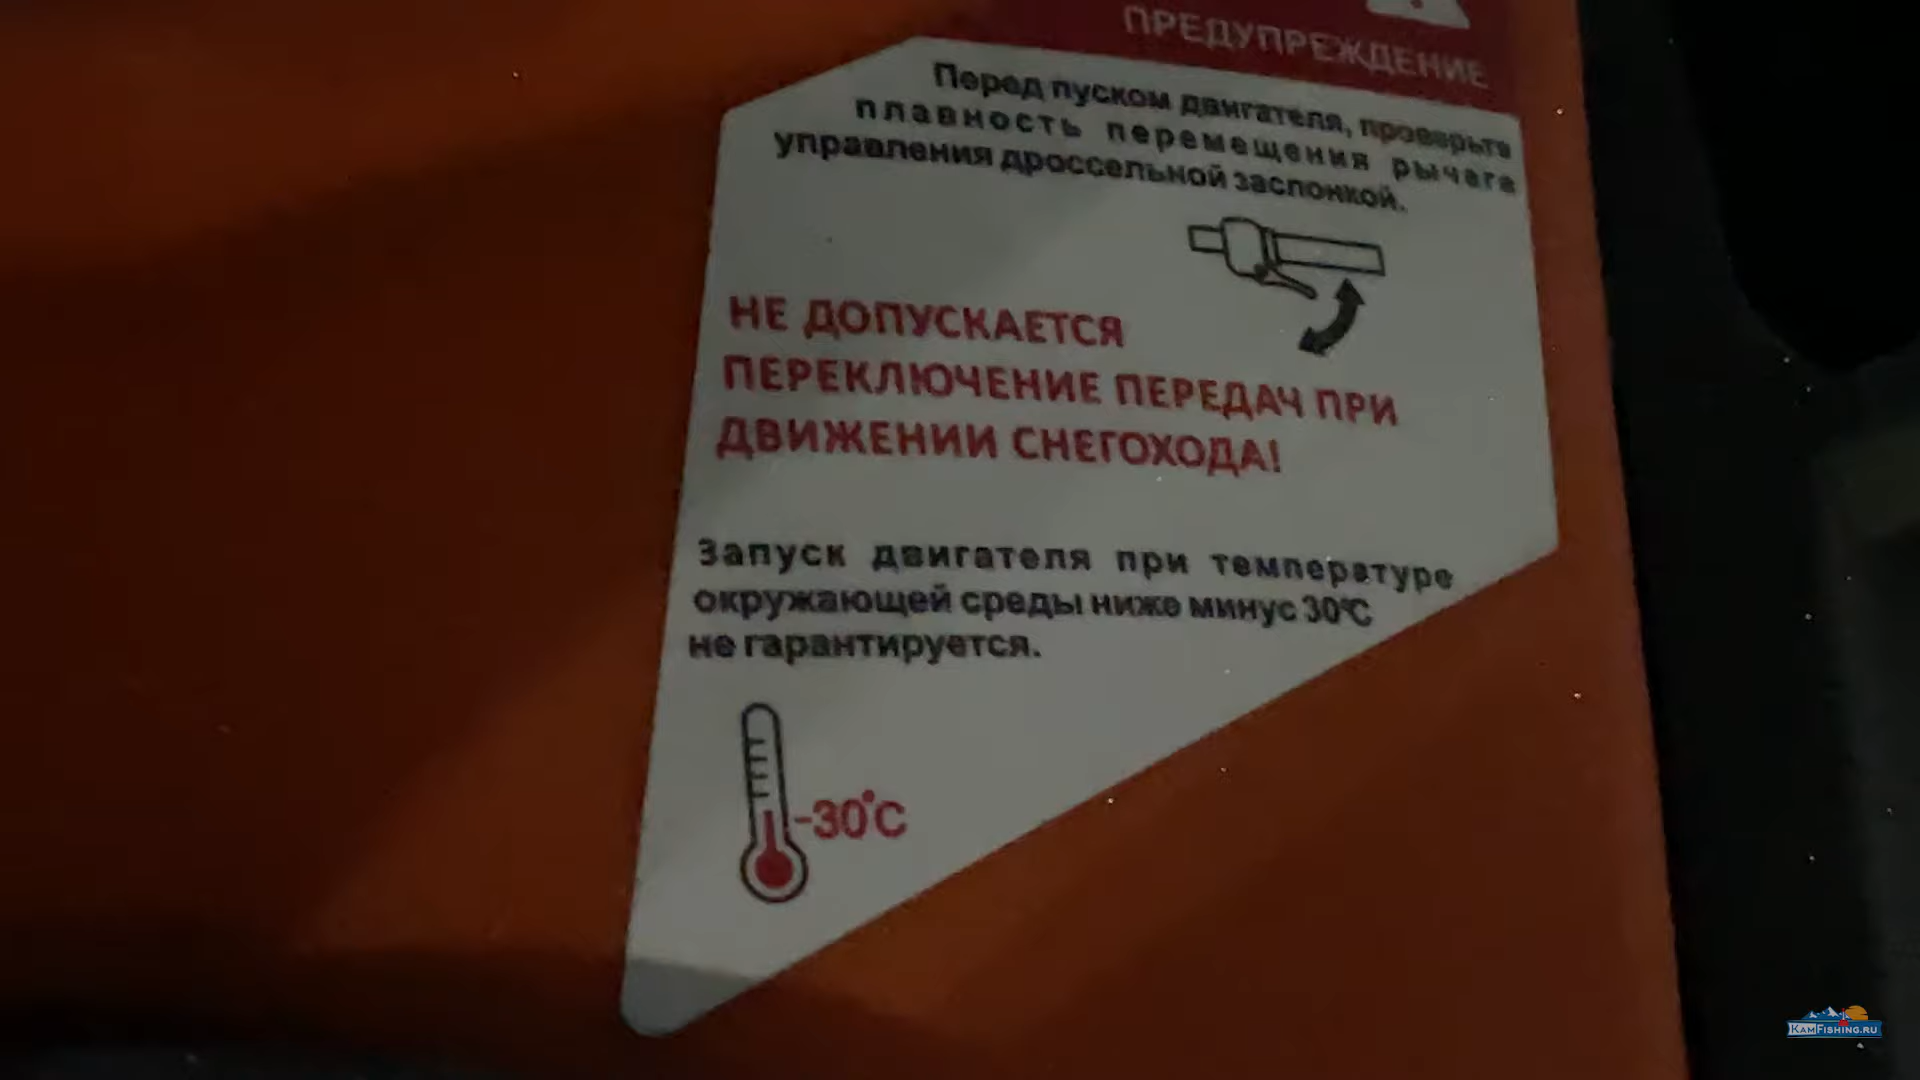 ПРЕДУПРЕЖДЕНИЕ
Перед пуском двигателя, проверьте
плавность перемещения рычага
управления дроссельной заслонкой.
НЕ ДОПУСКАЕТСЯ
ПЕРЕКЛЮЧЕНИЕ ПЕРЕДАЧ ПРИ
ДВИЖЕНИИ СНЕГОХОДА!
Запуск двигателя при температуре
окружающей среды ниже минус 30°C
не гарантируется.
-30°C
KAMFISHING.RU